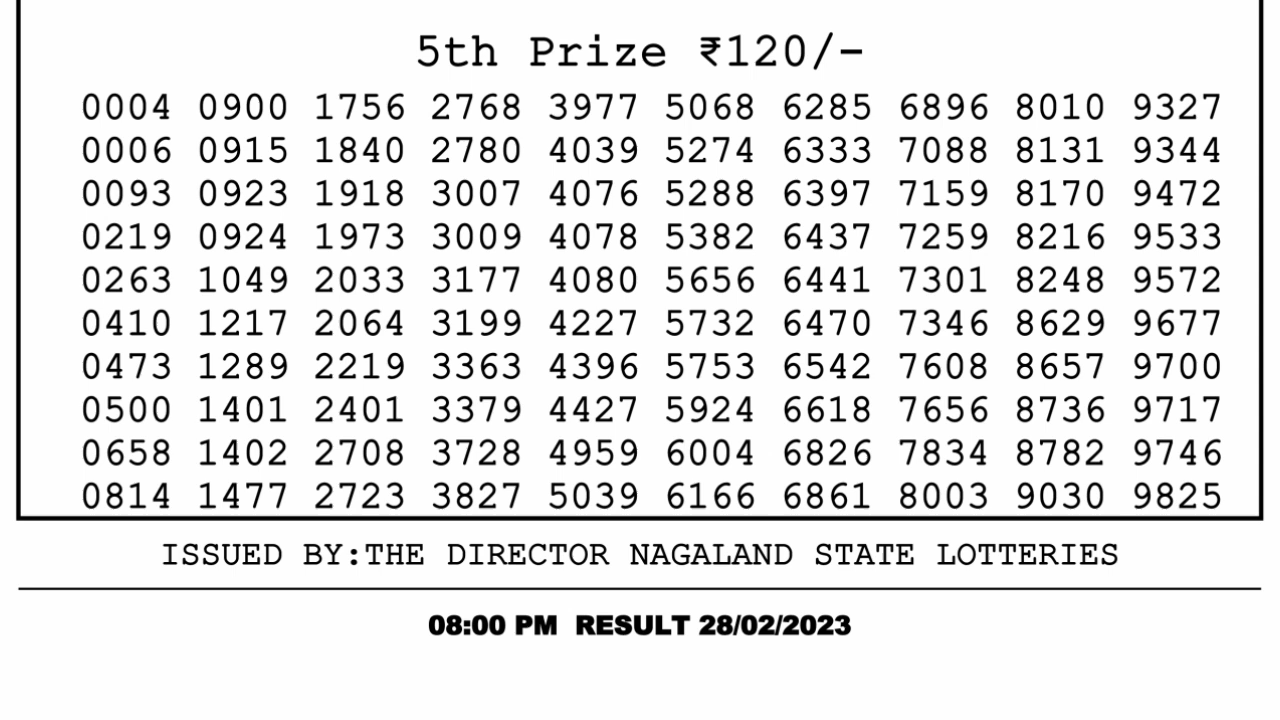 5th Prize ₹120/-
0004 0900 1756 2768 3977 5068 6285 6896 8010 9327
0006 0915 1840 2780 4039 5274 6333 7088 8131 9344
0093 0923 1918 3007 4076 5288 6397 7159 8170 9472
0219 0924 1973 3009 4078 5382 6437 7259 8216 9533
0263 1049 2033 3177 4080 5656 6441 7301 8248 9572
0410 1217 2064 3199 4227 5732 6470 7346 8629 9677
0473 1289 2219 3363 4396 5753 6542 7608 8657 9700
0500 1401 2401 3379 4427 5924 6618 7656 8736 9717
0658 1402 2708 3728 4959 6004 6826 7834 8782 9746
0814 1477 2723 3827 5039 6166 6861 8003 9030 9825
ISSUED BY:THE DIRECTOR NAGALAND STATE LOTTERIES
08:00 PM RESULT 28/02/2023